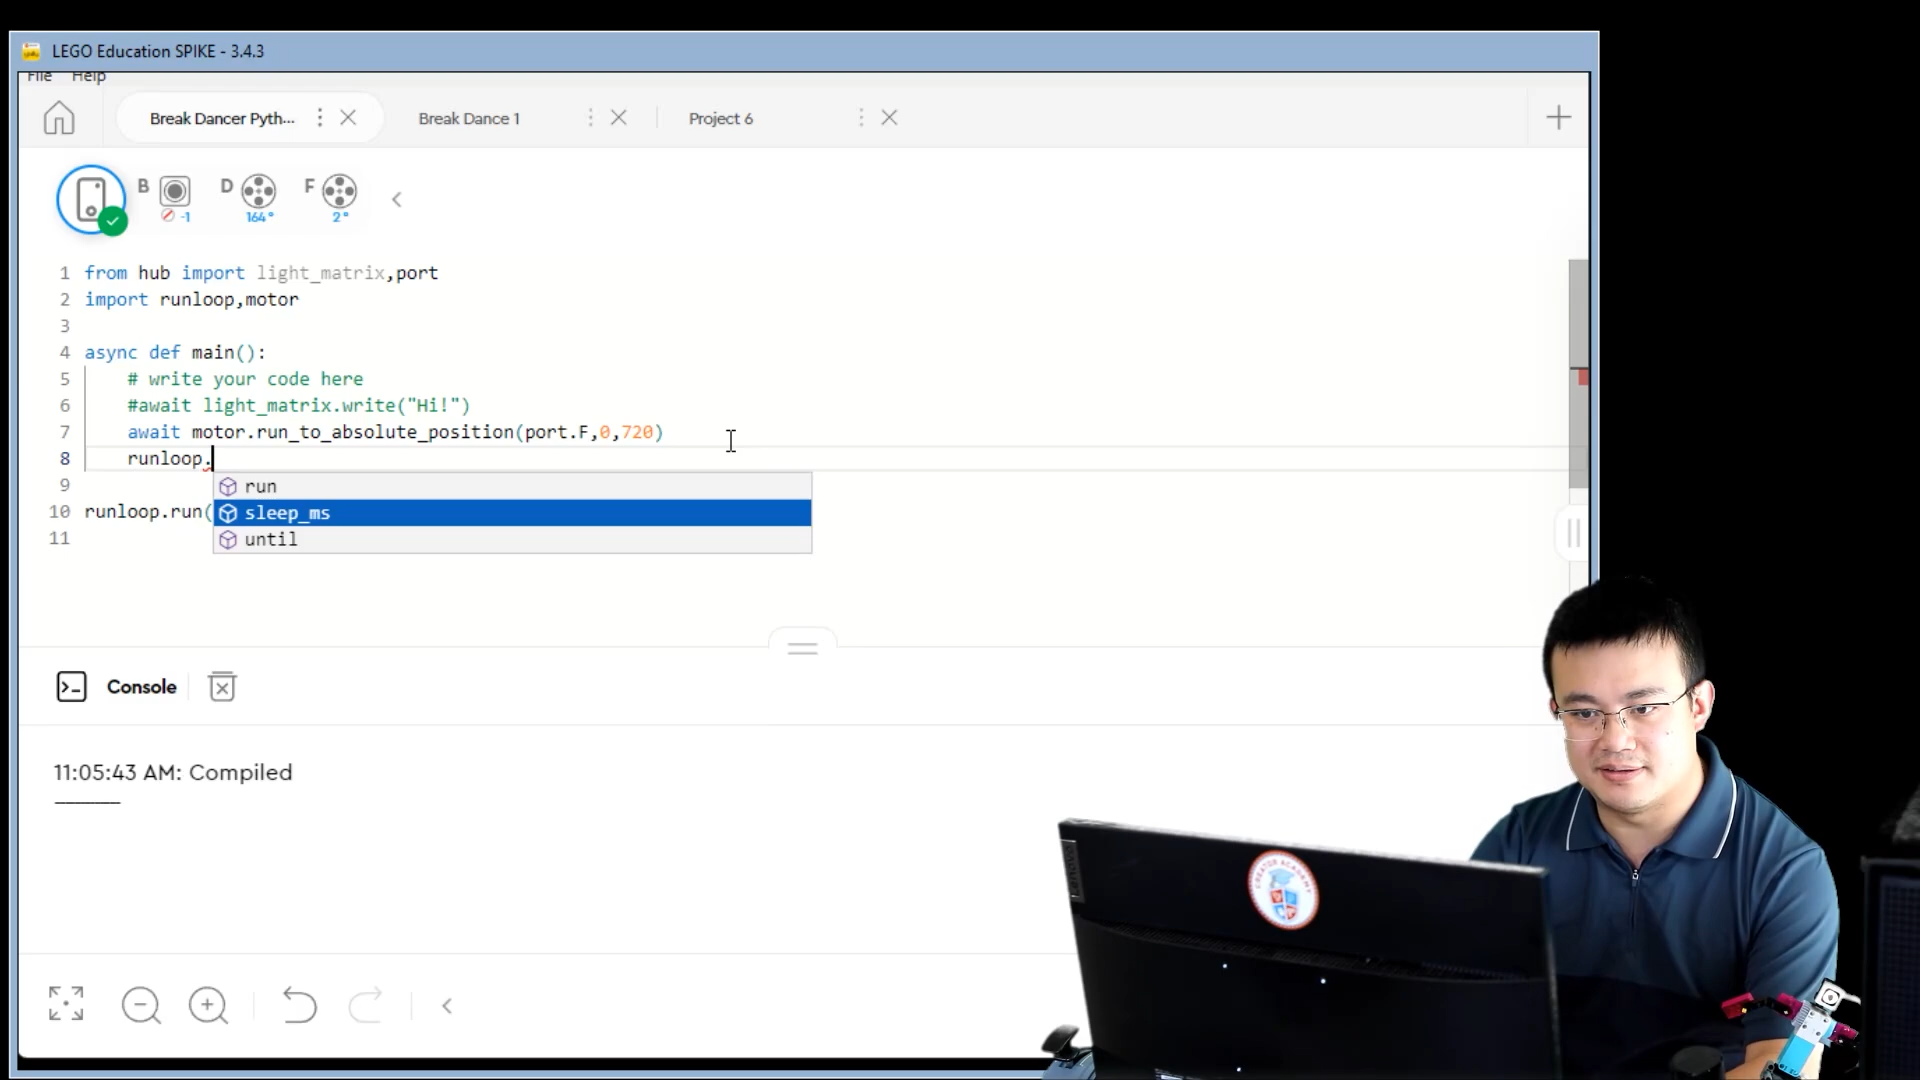 LEGO Education SPIKE - 3.4.3
File Help
Break Dancer Pyth...
Break Dance 1
Project 6
B -1
D 164°
F 2°
1 from hub import light_matrix,port
2 import runloop,motor
3
4 async def main():
5 # write your code here
6 #await light_matrix.write("Hi!")
7 await motor.run_to_absolute_position(port.F,0,720)
8 runloop.
9 run
10 runloop.run( sleep_ms
11 until
Console
11:05:43 AM: Compiled
CREATOR ACADEMY